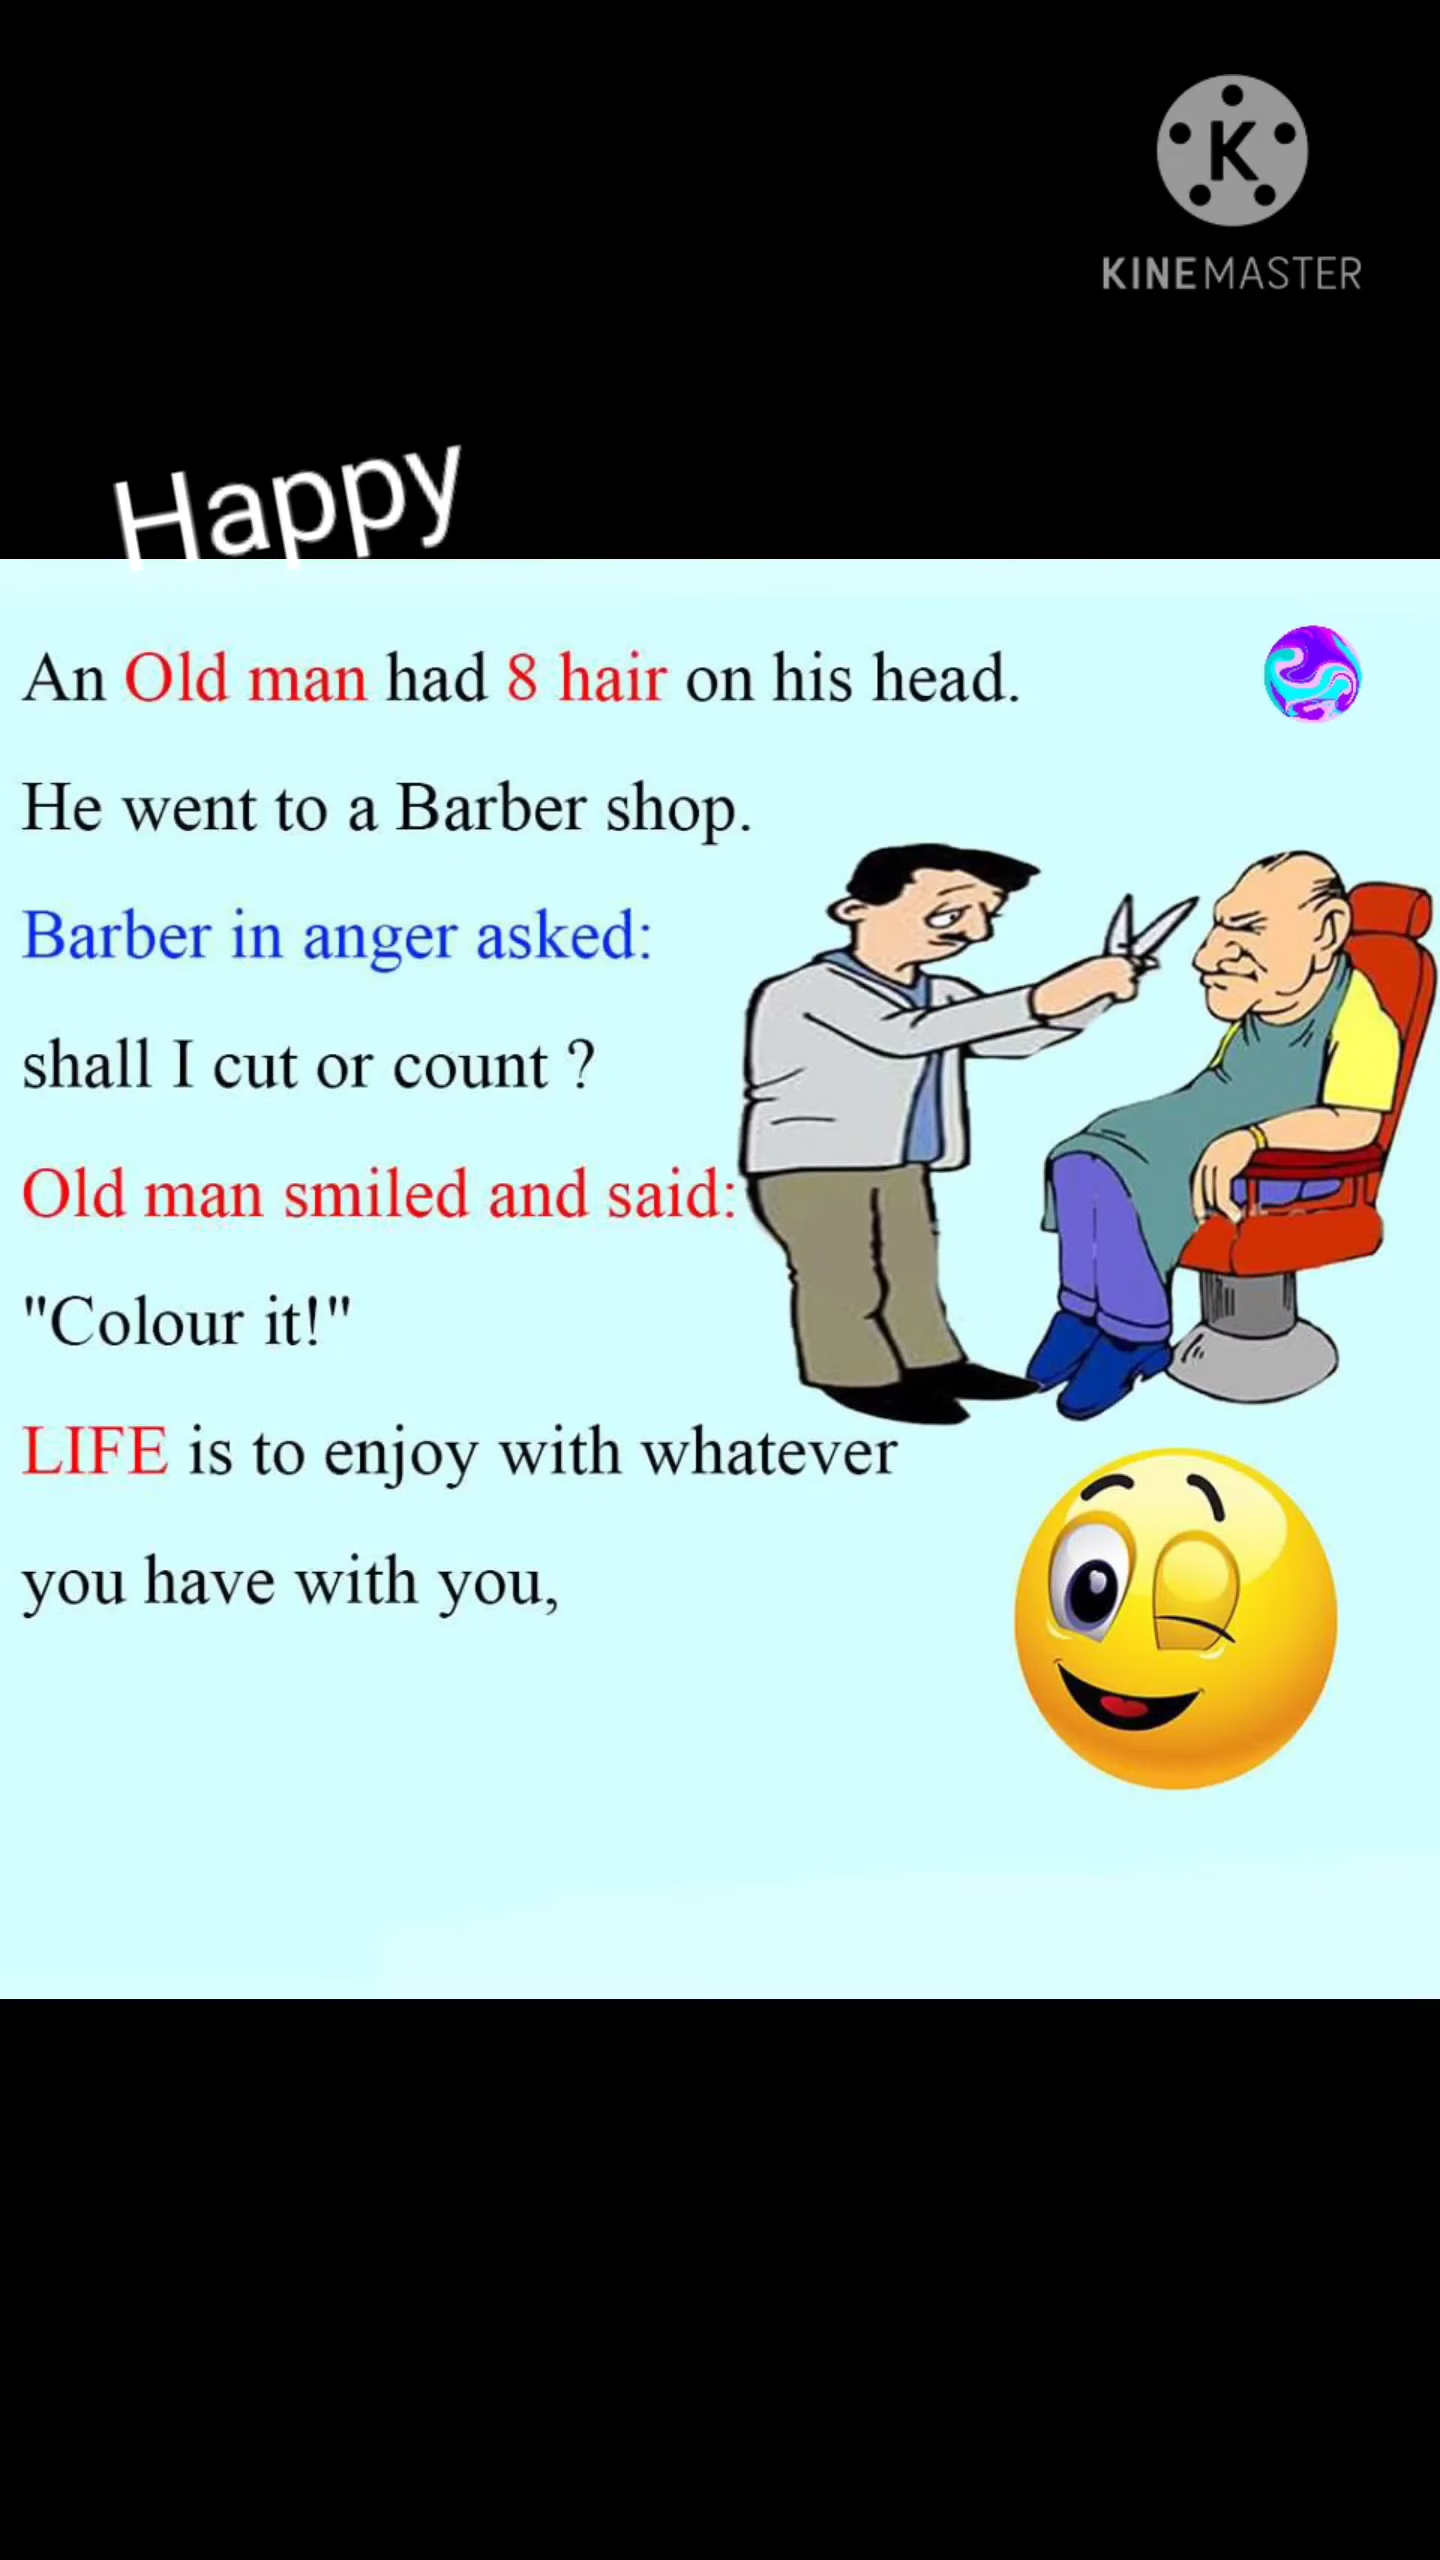 KINEMASTER
Happy
An Old man had 8 hair on his head.
He went to a Barber shop.
Barber in anger asked:
shall I cut or count ?
Old man smiled and said:
"Colour it!"
LIFE is to enjoy with whatever
you have with you,